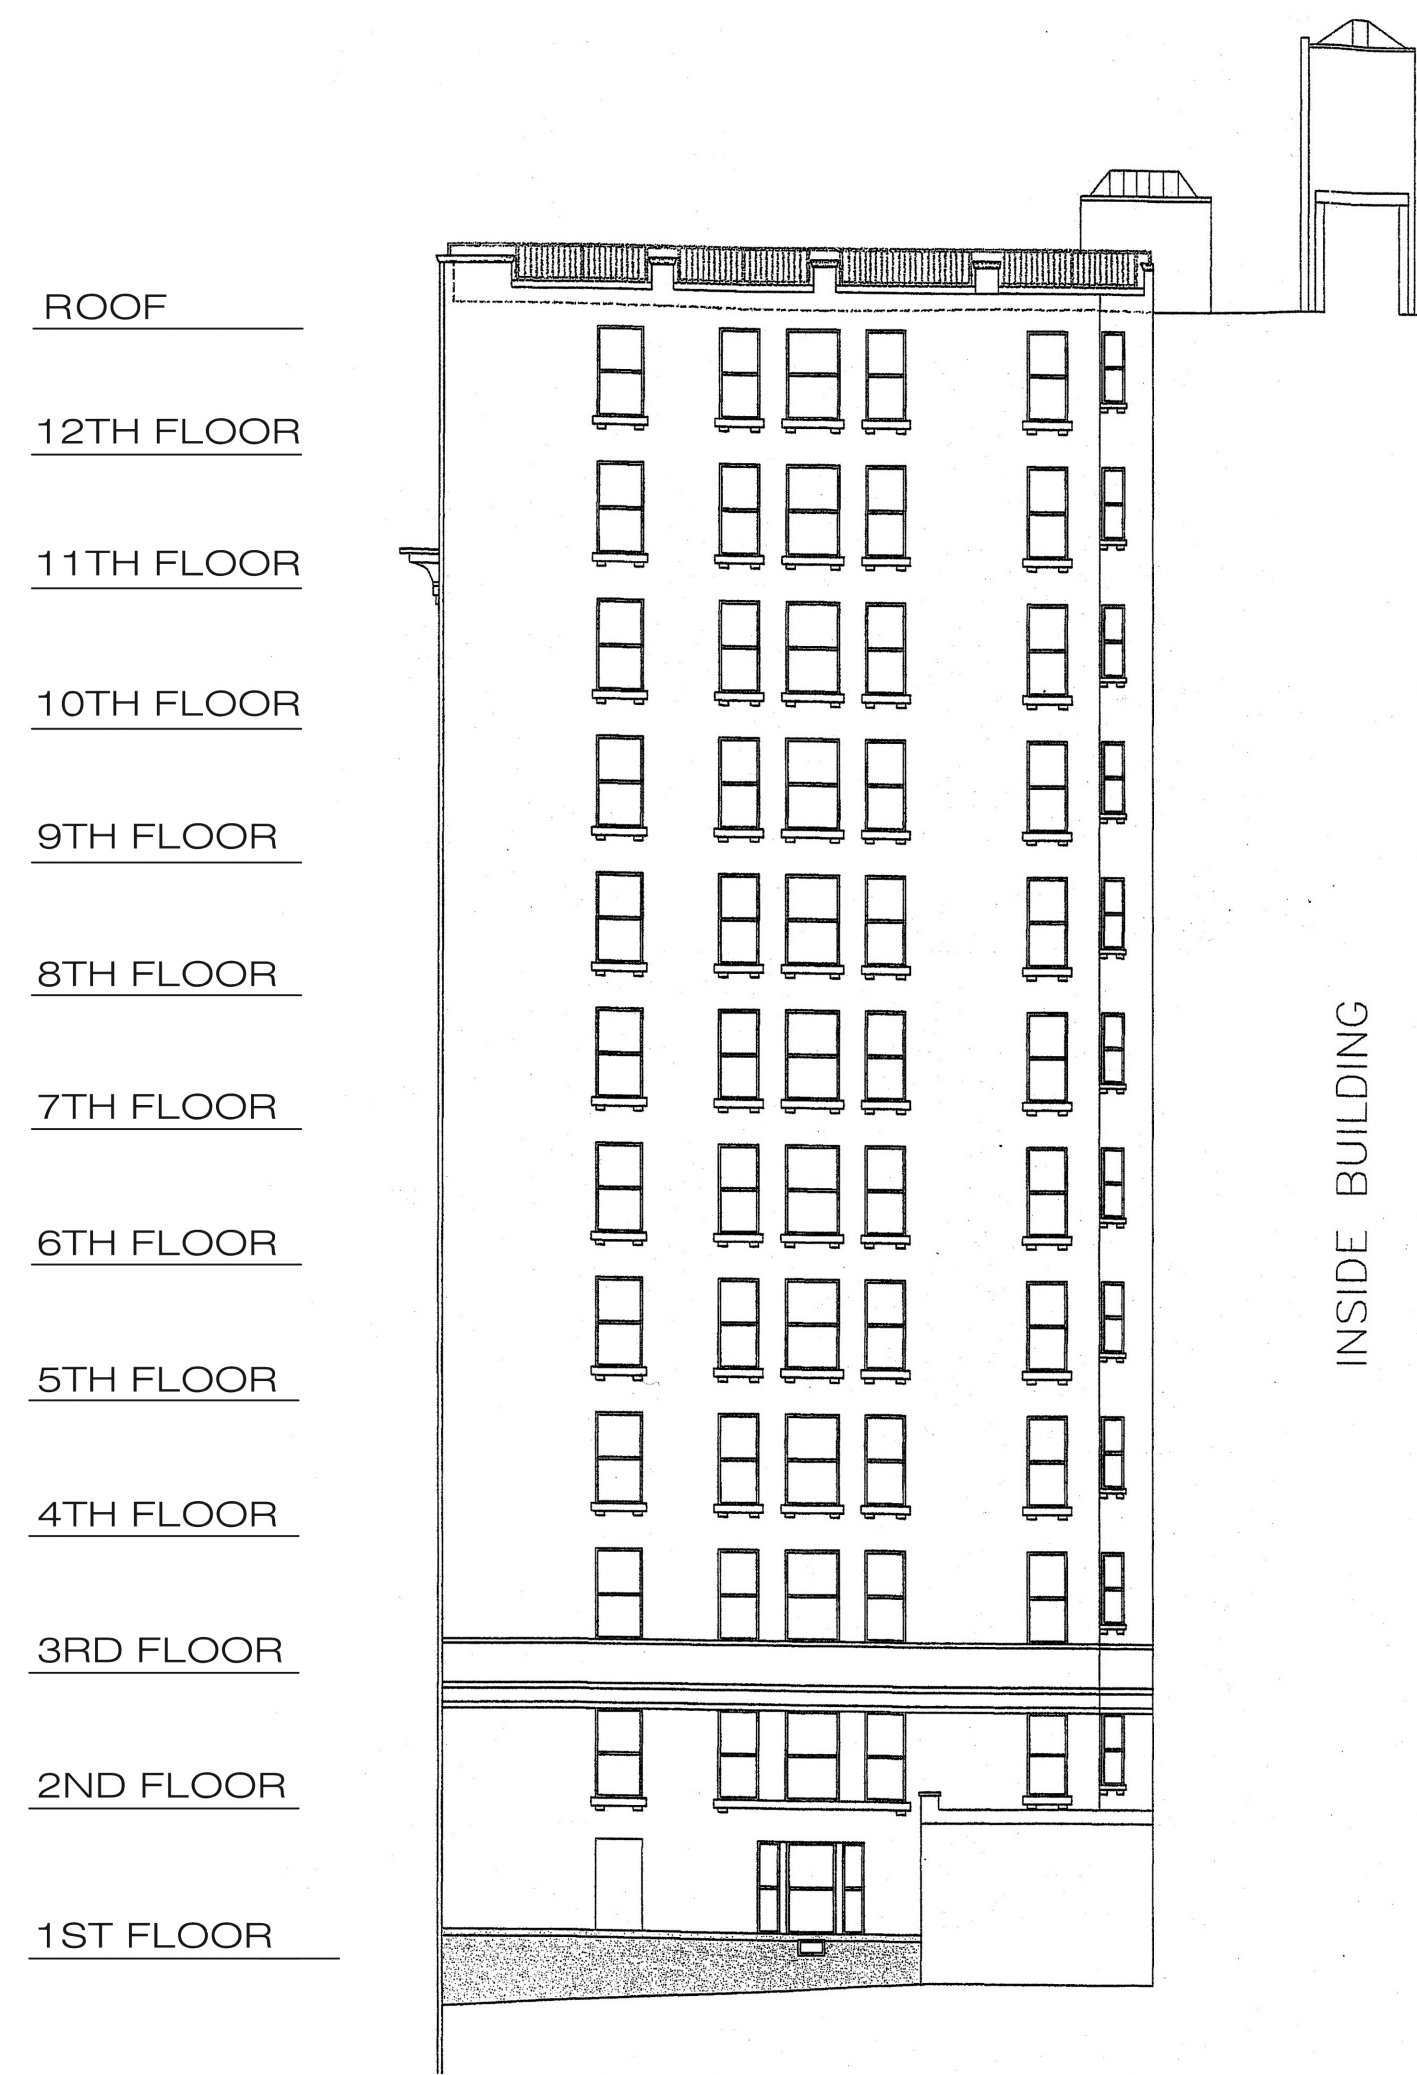 ROOF
12TH FLOOR
11TH FLOOR
10TH FLOOR
9TH FLOOR
8TH FLOOR
7TH FLOOR
6TH FLOOR
5TH FLOOR
4TH FLOOR
3RD FLOOR
2ND FLOOR
1ST FLOOR
INSIDE BUILDING